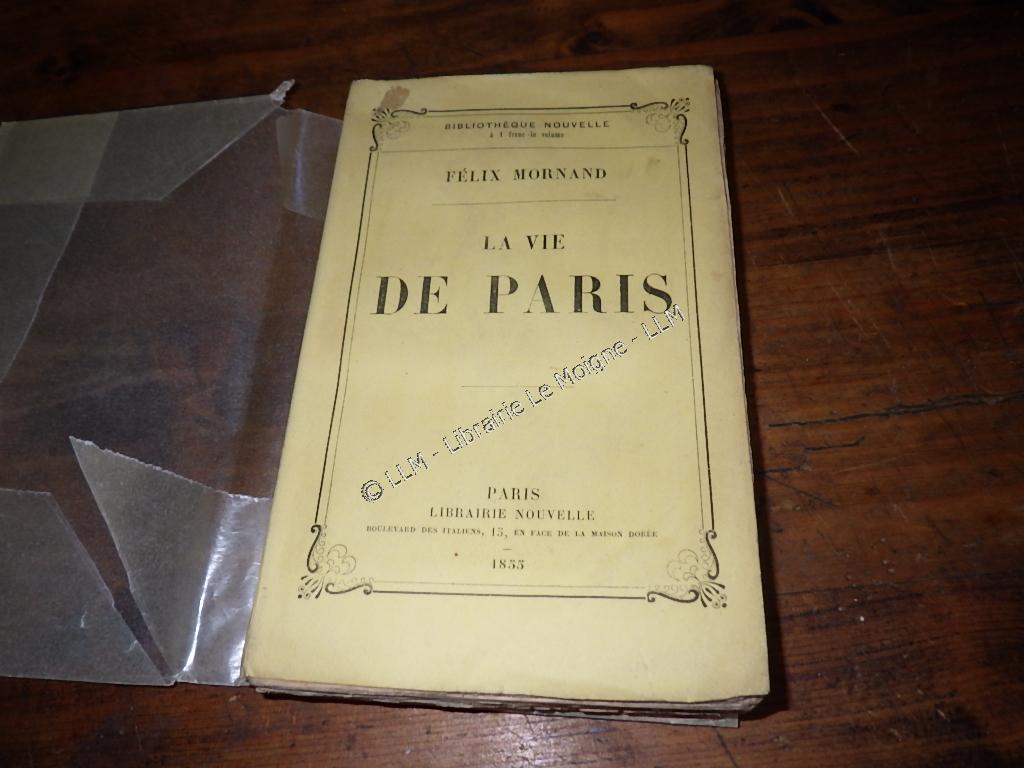 BIBLIOTHÈQUE NOUVELLE
à 1 franc le volume
FÉLIX MORNAND
LA VIE
DE PARIS
© LLM - Librairie Le Moigne - LLM
PARIS
LIBRAIRIE NOUVELLE
BOULEVARD DES ITALIENS, 15, EN FACE DE LA MAISON DORÉE
1855